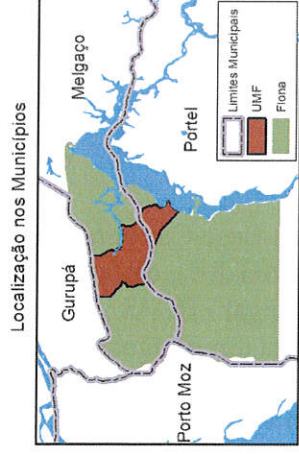 Localização nos Municípios
Gurupá
Melgaço
Porto Moz
Portel
Limites Municipais
UMF
Flona